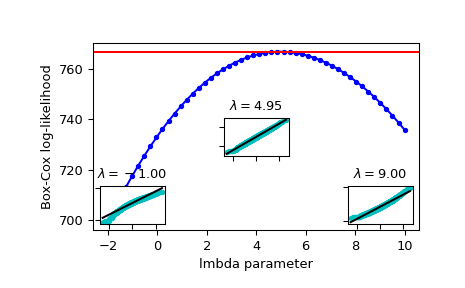 Box-Cox log-likelihood
760
740
720
700
λ = 4.95
λ = −1.00
λ = 9.00
−2 0 2 4 6 8 10
lmbda parameter